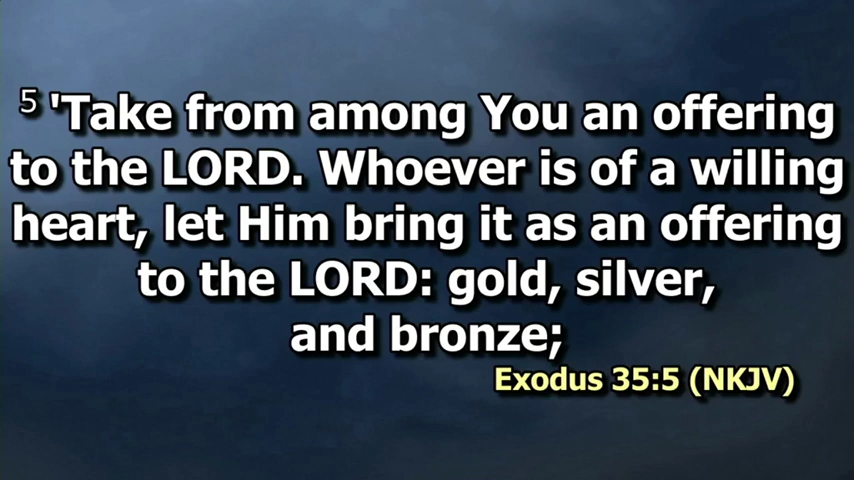 5 'Take from among You an offering
to the LORD. Whoever is of a willing
heart, let Him bring it as an offering
to the LORD: gold, silver,
and bronze;
Exodus 35:5 (NKJV)